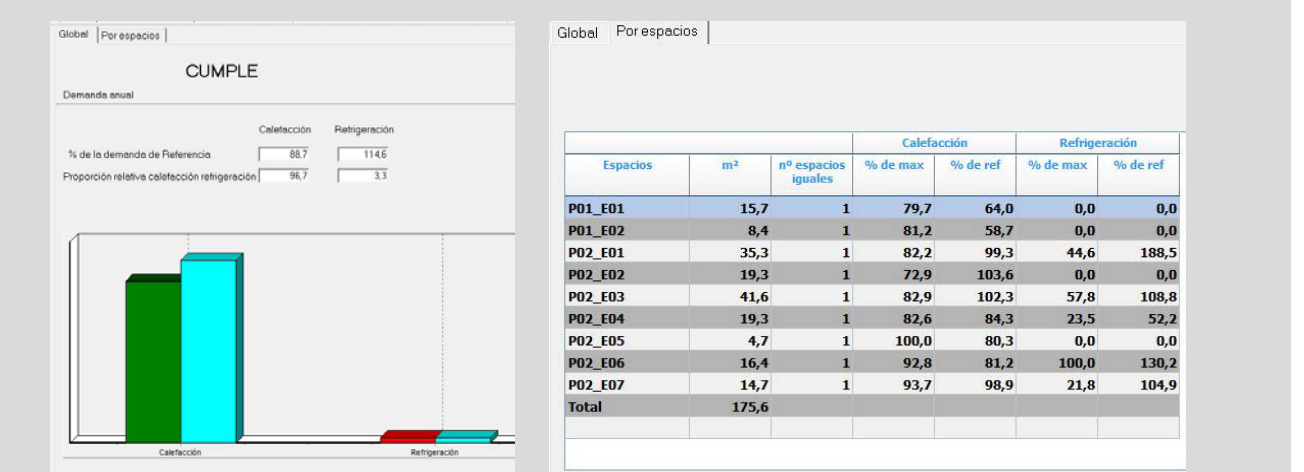 Global Por espacios
CUMPLE
Demanda anual
Calefacción Refrigeración
% de la demanda de Referencia 88,7 114,6
Proporción relativa calefacción refrigeración 96,7 3,3
Calefacción Refrigeración
Global Por espacios
Calefacción Refrigeración
Espacios m² nº espacios iguales % de max % de ref % de max % de ref
P01_E01 15,7 1 79,7 64,0 0,0 0,0
P01_E02 8,4 1 81,2 58,7 0,0 0,0
P02_E01 35,3 1 82,2 99,3 44,6 188,5
P02_E02 19,3 1 72,9 103,6 0,0 0,0
P02_E03 41,6 1 82,9 102,3 57,8 108,8
P02_E04 19,3 1 82,6 84,3 23,5 52,2
P02_E05 4,7 1 100,0 80,3 0,0 0,0
P02_E06 16,4 1 92,8 81,2 100,0 130,2
P02_E07 14,7 1 93,7 98,9 21,8 104,9
Total 175,6